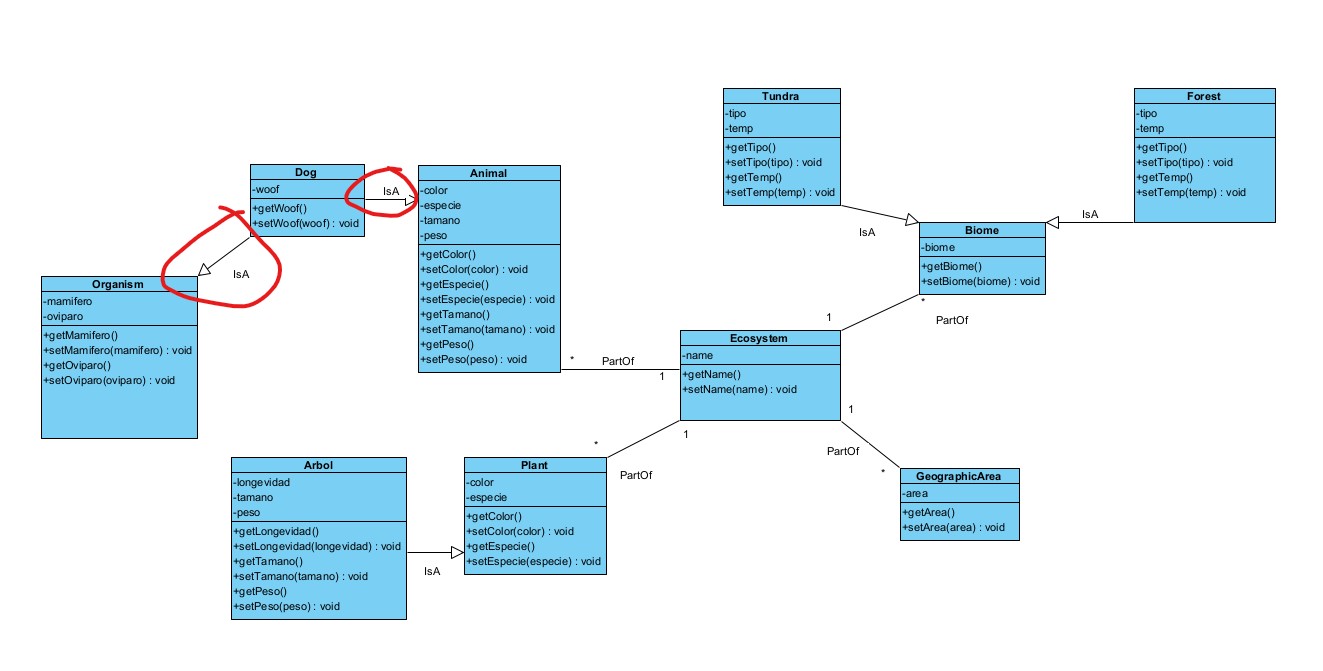 Tundra
-tipo
-temp
+getTipo()
+setTipo(tipo) : void
+getTemp()
+setTemp(temp) : void
Forest
-tipo
-temp
+getTipo()
+setTipo(tipo) : void
+getTemp()
+setTemp(temp) : void
Dog
-woof
+getWoof()
+setWoof(woof) : void
IsA
Animal
-color
-especie
-tamano
-peso
+getColor()
+setColor(color) : void
+getEspecie()
+setEspecie(especie) : void
+getTamano()
+setTamano(tamano) : void
+getPeso()
+setPeso(peso) : void
IsA
IsA
Biome
-biome
+getBiome()
+setBiome(biome) : void
IsA
Organism
-mamifero
-oviparo
+getMamifero()
+setMamifero(mamifero) : void
+getOviparo()
+setOviparo(oviparo) : void
*
PartOf
1
Ecosystem
-name
+getName()
+setName(name) : void
* PartOf
1
1
PartOf
*
1
*
PartOf
Arbol
-longevidad
-tamano
-peso
+getLongevidad()
+setLongevidad(longevidad) : void
+getTamano()
+setTamano(tamano) : void
+getPeso()
+setPeso(peso) : void
IsA
Plant
-color
-especie
+getColor()
+setColor(color) : void
+getEspecie()
+setEspecie(especie) : void
GeographicArea
-area
+getArea()
+setArea(area) : void